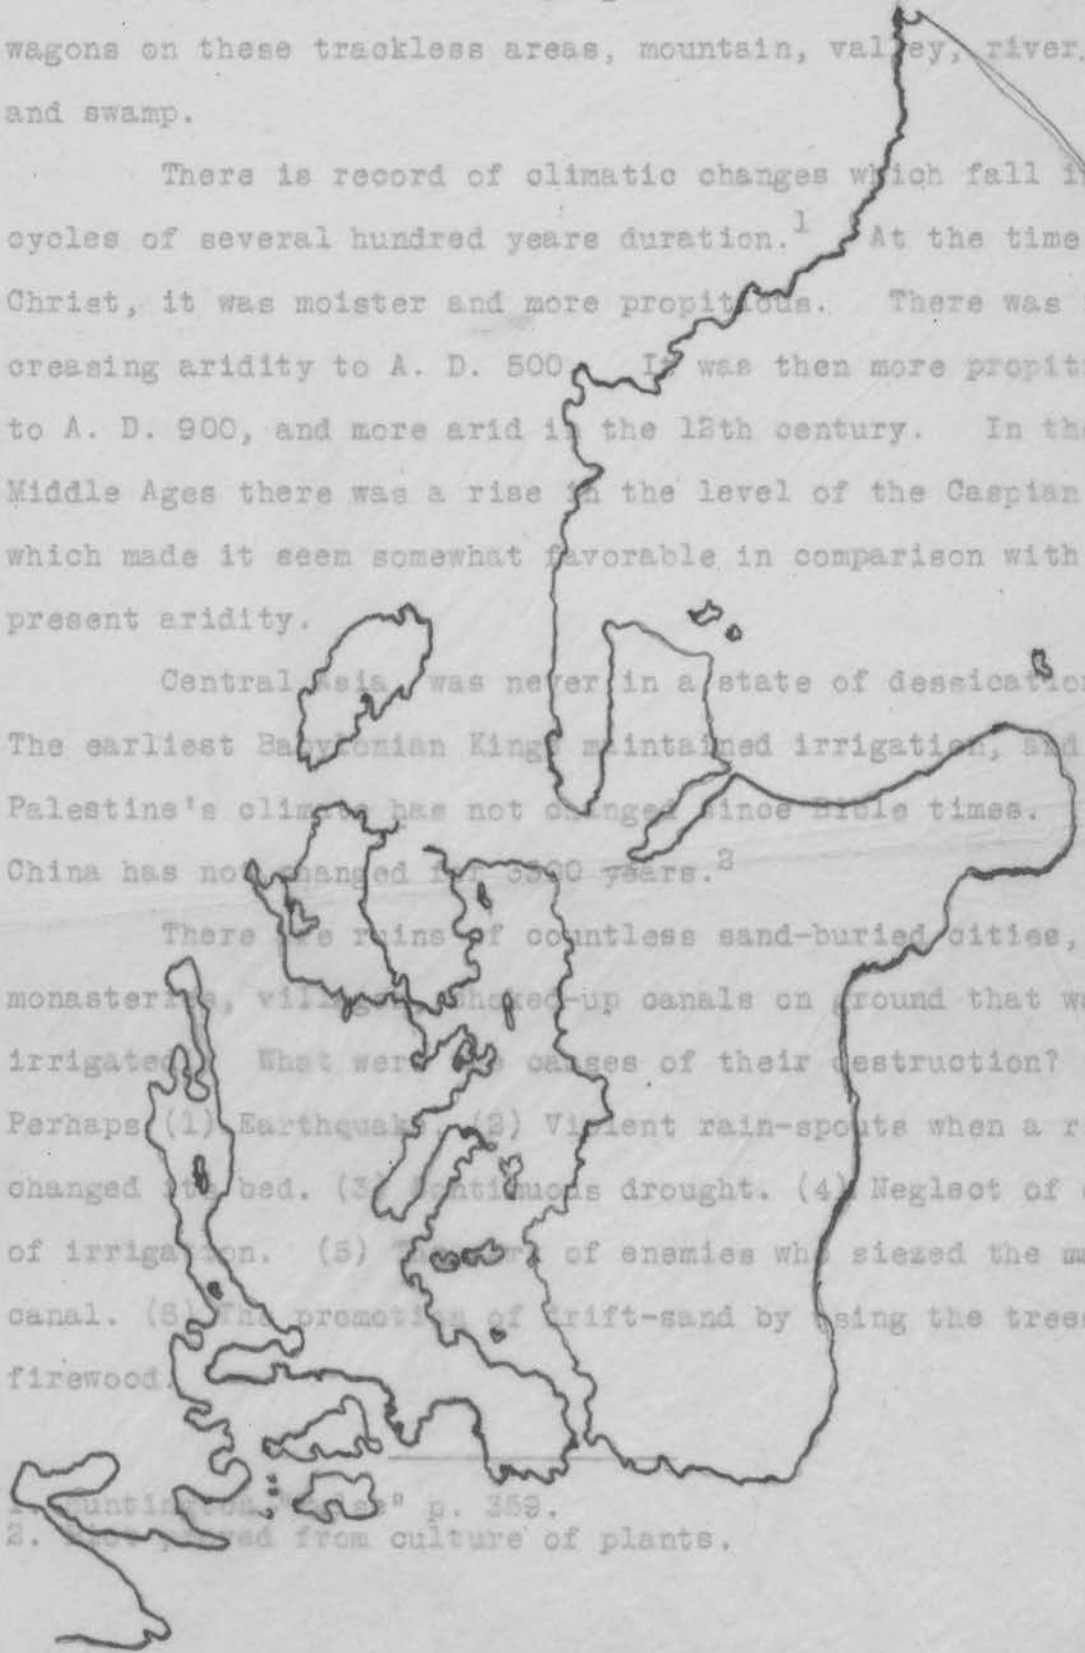 wagons on these trackless areas, mountain, valley, river,
and swamp.
There is record of climatic changes which fall
cycles of several hundred years duration.1 At the time
Christ, it was moister and more propitious. There was
creasing aridity to A. D. 500. It was then more
to A. D. 900, and more arid in the 12th century. In the
Middle Ages there was a rise in the level of the Caspian
which made it seem somewhat favorable in comparison with
present aridity.
Central Asia was never in a state of
The earliest Babylonian Kings maintained irrigation, and
Palestine's climate has not changed since Bible times.
China has not changed for years.2
There are ruins of countless sand-buried cities,
monasteries, villages, choked-up canals on ground that
irrigated. What were the causes of their destruction?
Perhaps (1) Earthquake. (2) Violent rain-spouts when a
changed its bed. (3) Continuous drought. (4) Neglect of
of irrigation. (5) The work of enemies who siezed the
canal. (6) The promotion of drift-sand by using the trees
firewood.
p. 359.
2. from culture of plants.